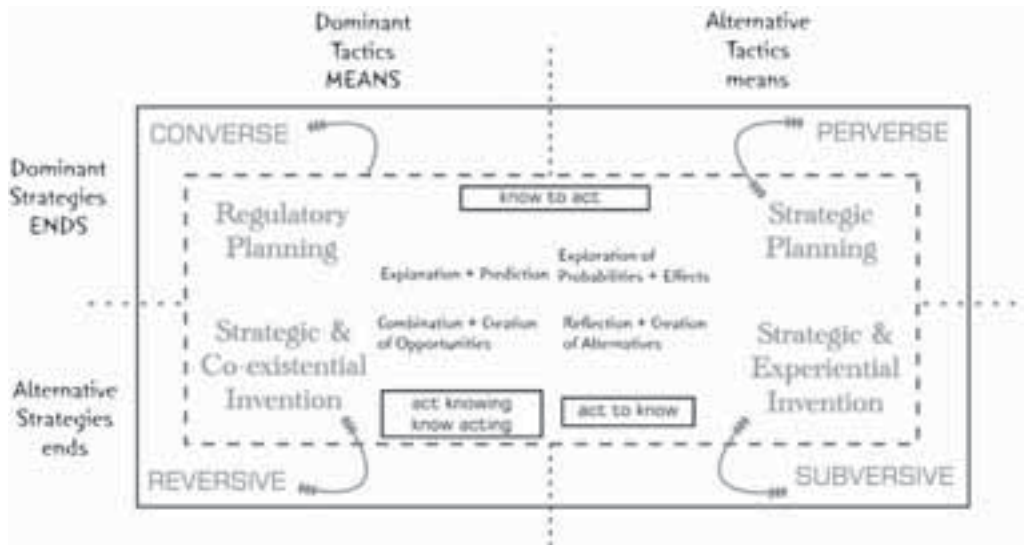 Dominant
Tactics
MEANS
Alternative
Tactics
means
CONVERSE
PERVERSE
Dominant
Strategies
ENDS
know to act
Regulatory
Planning
Strategic
Planning
Explanation + Prediction
Exploration of
Probabilities + Effects
Combination + Creation
of Opportunities
Reflection + Creation
of Alternatives
Strategic &
Co-existential
Invention
Strategic &
Experiential
Invention
Alternative
Strategies
ends
act knowing
know acting
act to know
REVERSIVE
SUBVERSIVE